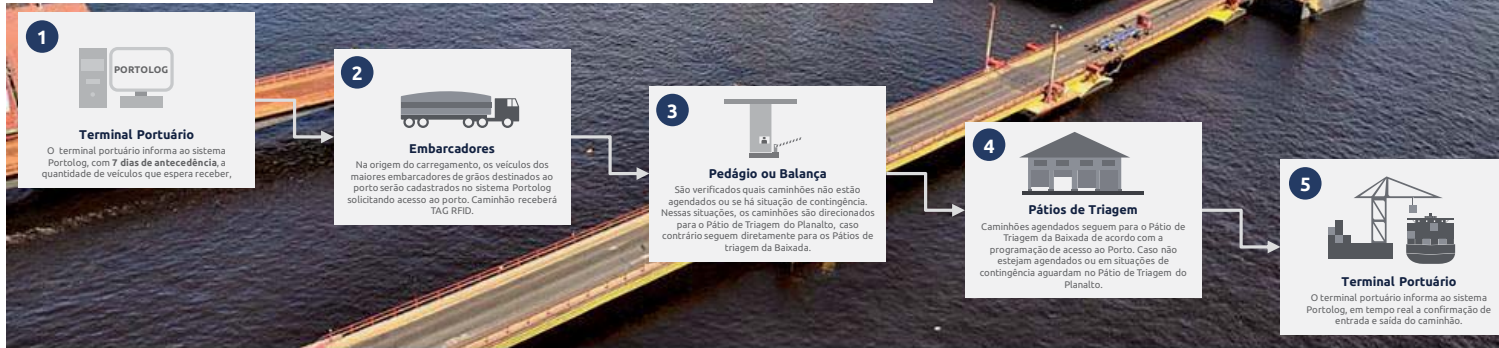 1
PORTOLOG
Terminal Portuário
O terminal portuário informa ao sistema
Portolog, com 7 dias de antecedência, a
quantidade de veículos que espera receber,
2
Embarcadores
Na origem do carregamento, os veículos dos
maiores embarcadores de grãos destinados ao
porto serão cadastrados no sistema Portolog
solicitando acesso ao porto. Caminhão receberá
TAG RFID.
3
Pedágio ou Balança
São verificados quais caminhões não estão
agendados ou se há situação de contingência.
Nessas situações, os caminhões são direcionados
para o Pátio de Triagem do Planalto, caso
contrário seguem diretamente para os Pátios de
triagem da Baixada.
4
Pátios de Triagem
Caminhões agendados seguem para o Pátio de
Triagem da Baixada de acordo com a
programação de acesso ao Porto. Caso não
estejam agendados ou em situações de
contingência aguardam no Pátio de Triagem do
Planalto.
5
Terminal Portuário
O terminal portuário informa ao sistema
Portolog, em tempo real a confirmação de
entrada e saída do caminhão.